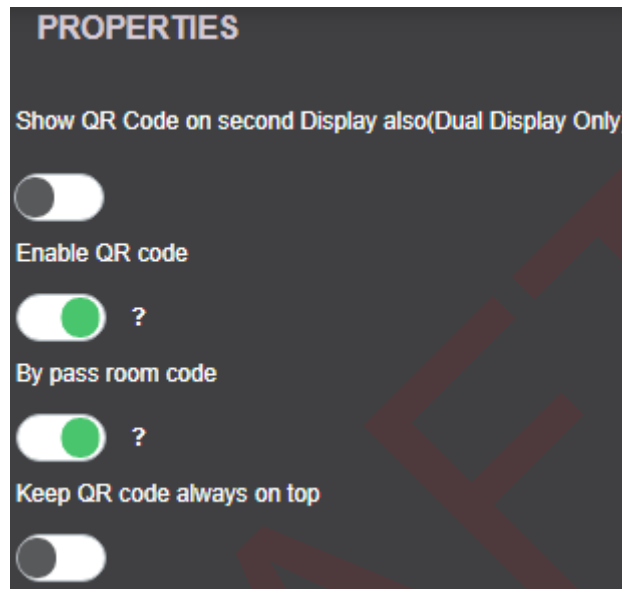 PROPERTIES
Show QR Code on second Display also(Dual Display Only
Enable QR code
?
By pass room code
?
Keep QR code always on top